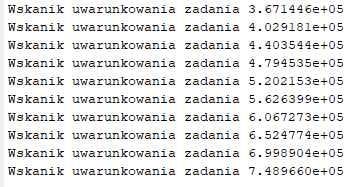 Wskanik uwarunkowania zadania 3.671446e+05
Wskanik uwarunkowania zadania 4.029181e+05
Wskanik uwarunkowania zadania 4.403544e+05
Wskanik uwarunkowania zadania 4.794535e+05
Wskanik uwarunkowania zadania 5.202153e+05
Wskanik uwarunkowania zadania 5.626399e+05
Wskanik uwarunkowania zadania 6.067273e+05
Wskanik uwarunkowania zadania 6.524774e+05
Wskanik uwarunkowania zadania 6.998904e+05
Wskanik uwarunkowania zadania 7.489660e+05